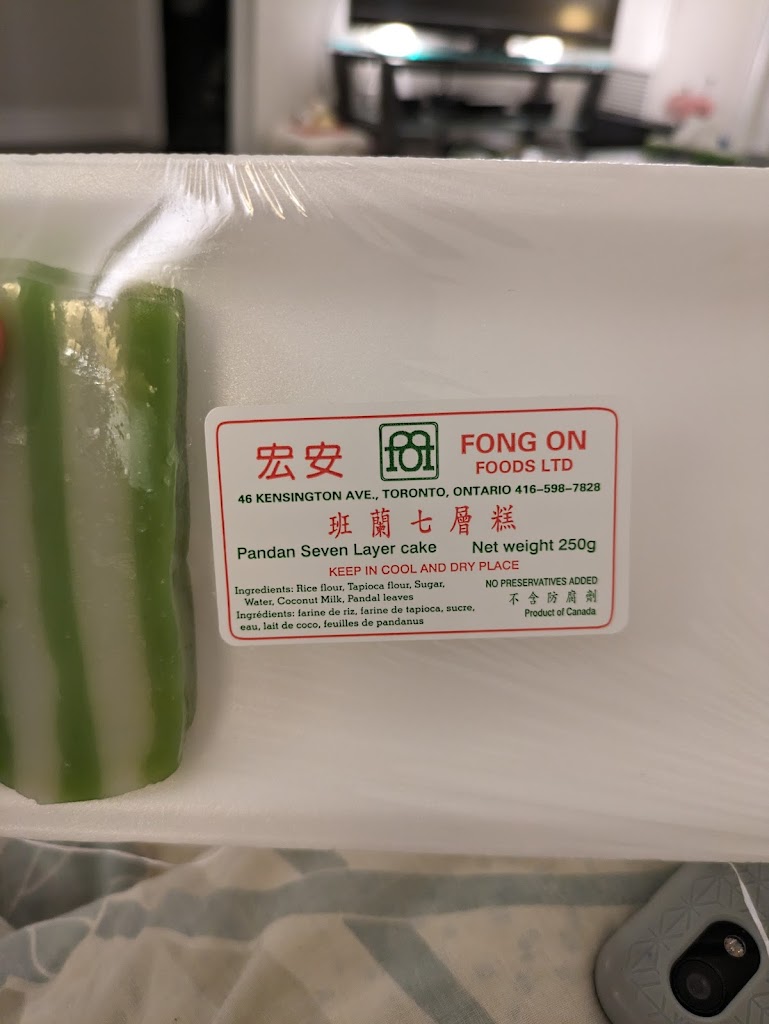 宏安 FONG ON
FOODS LTD
46 KENSINGTON AVE., TORONTO, ONTARIO 416-598-7828
班蘭七層糕
Pandan Seven Layer cake Net weight 250g
KEEP IN COOL AND DRY PLACE
Ingredients: Rice flour, Tapioca flour, Sugar,
Water, Coconut Milk, Pandal leaves
Ingrédients: farine de riz, farine de tapioca, sucre,
eau, lait de coco, feuilles de pandanus
NO PRESERVATIVES ADDED
不含防腐劑
Product of Canada